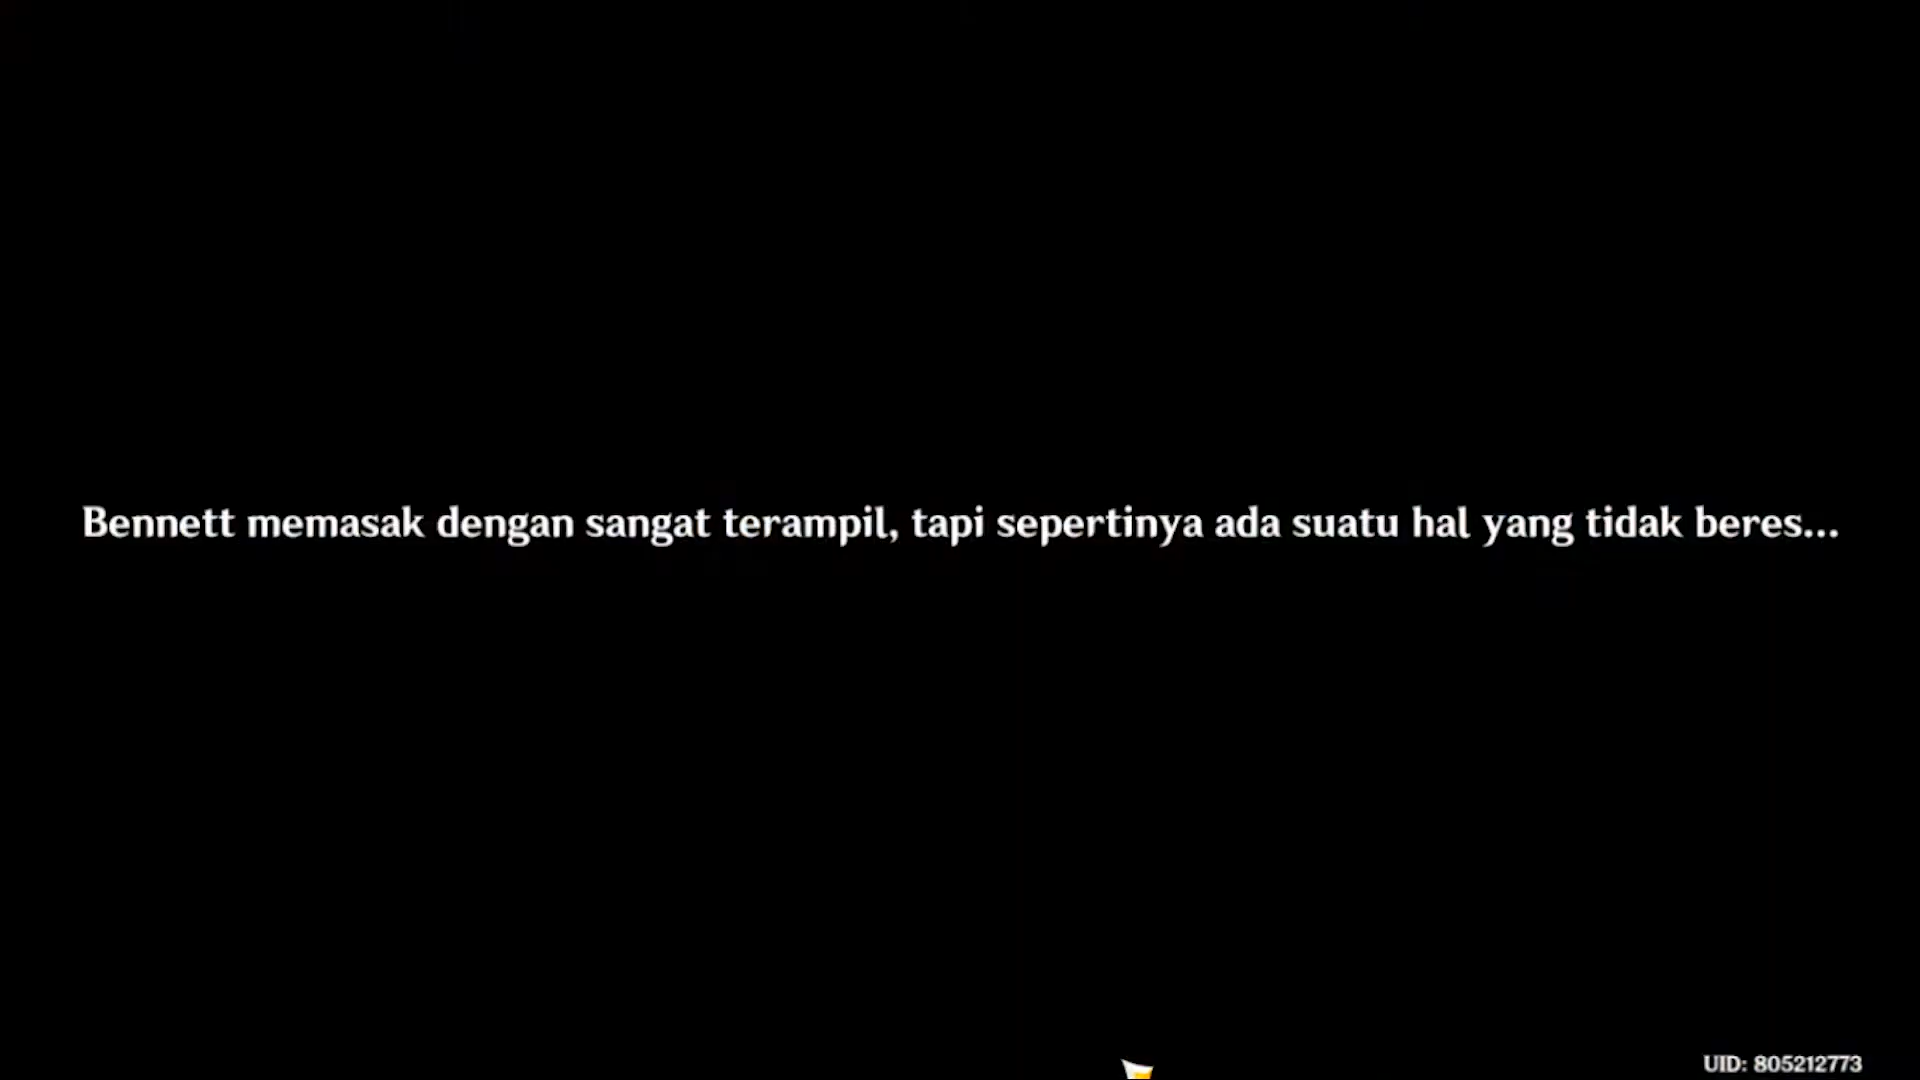 Bennett memasak dengan sangat terampil, tapi sepertinya ada suatu hal yang tidak beres...
UID: 805212773